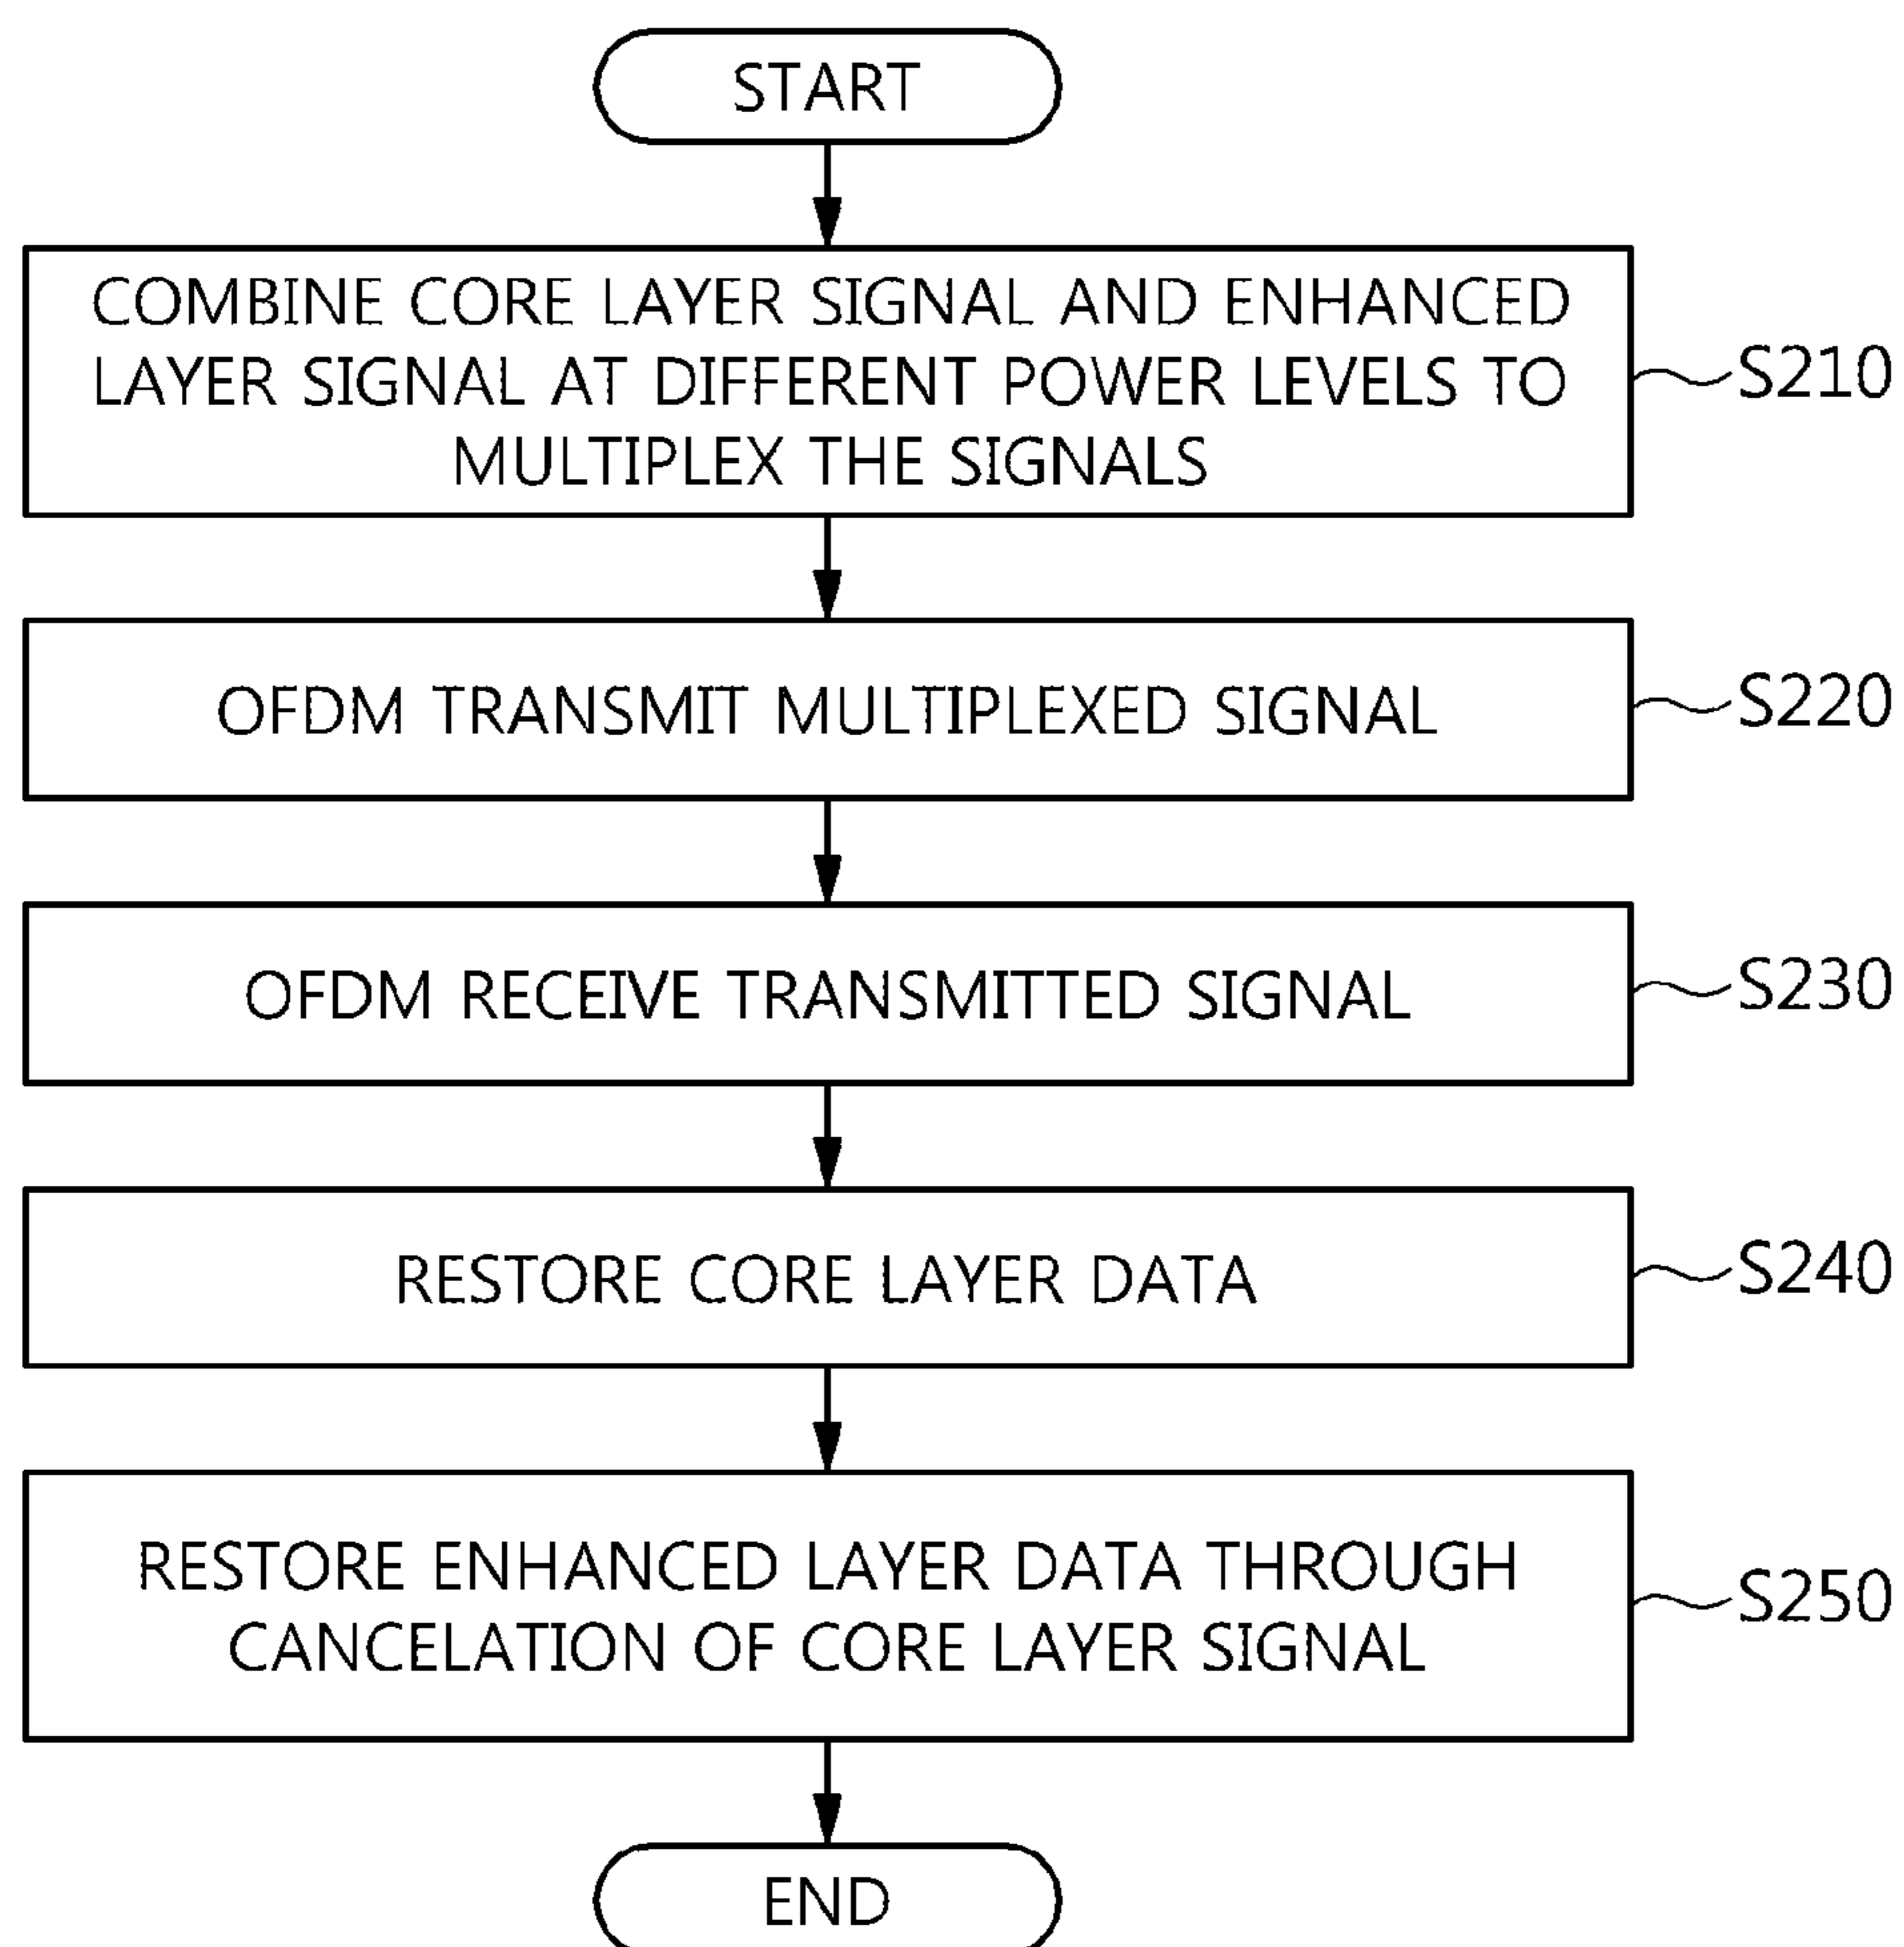 START
COMBINE CORE LAYER SIGNAL AND ENHANCED
LAYER SIGNAL AT DIFFERENT POWER LEVELS TO
MULTIPLEX THE SIGNALS
S210
OFDM TRANSMIT MULTIPLEXED SIGNAL
S220
OFDM RECEIVE TRANSMITTED SIGNAL
S230
RESTORE CORE LAYER DATA
S240
RESTORE ENHANCED LAYER DATA THROUGH
CANCELATION OF CORE LAYER SIGNAL
S250
END